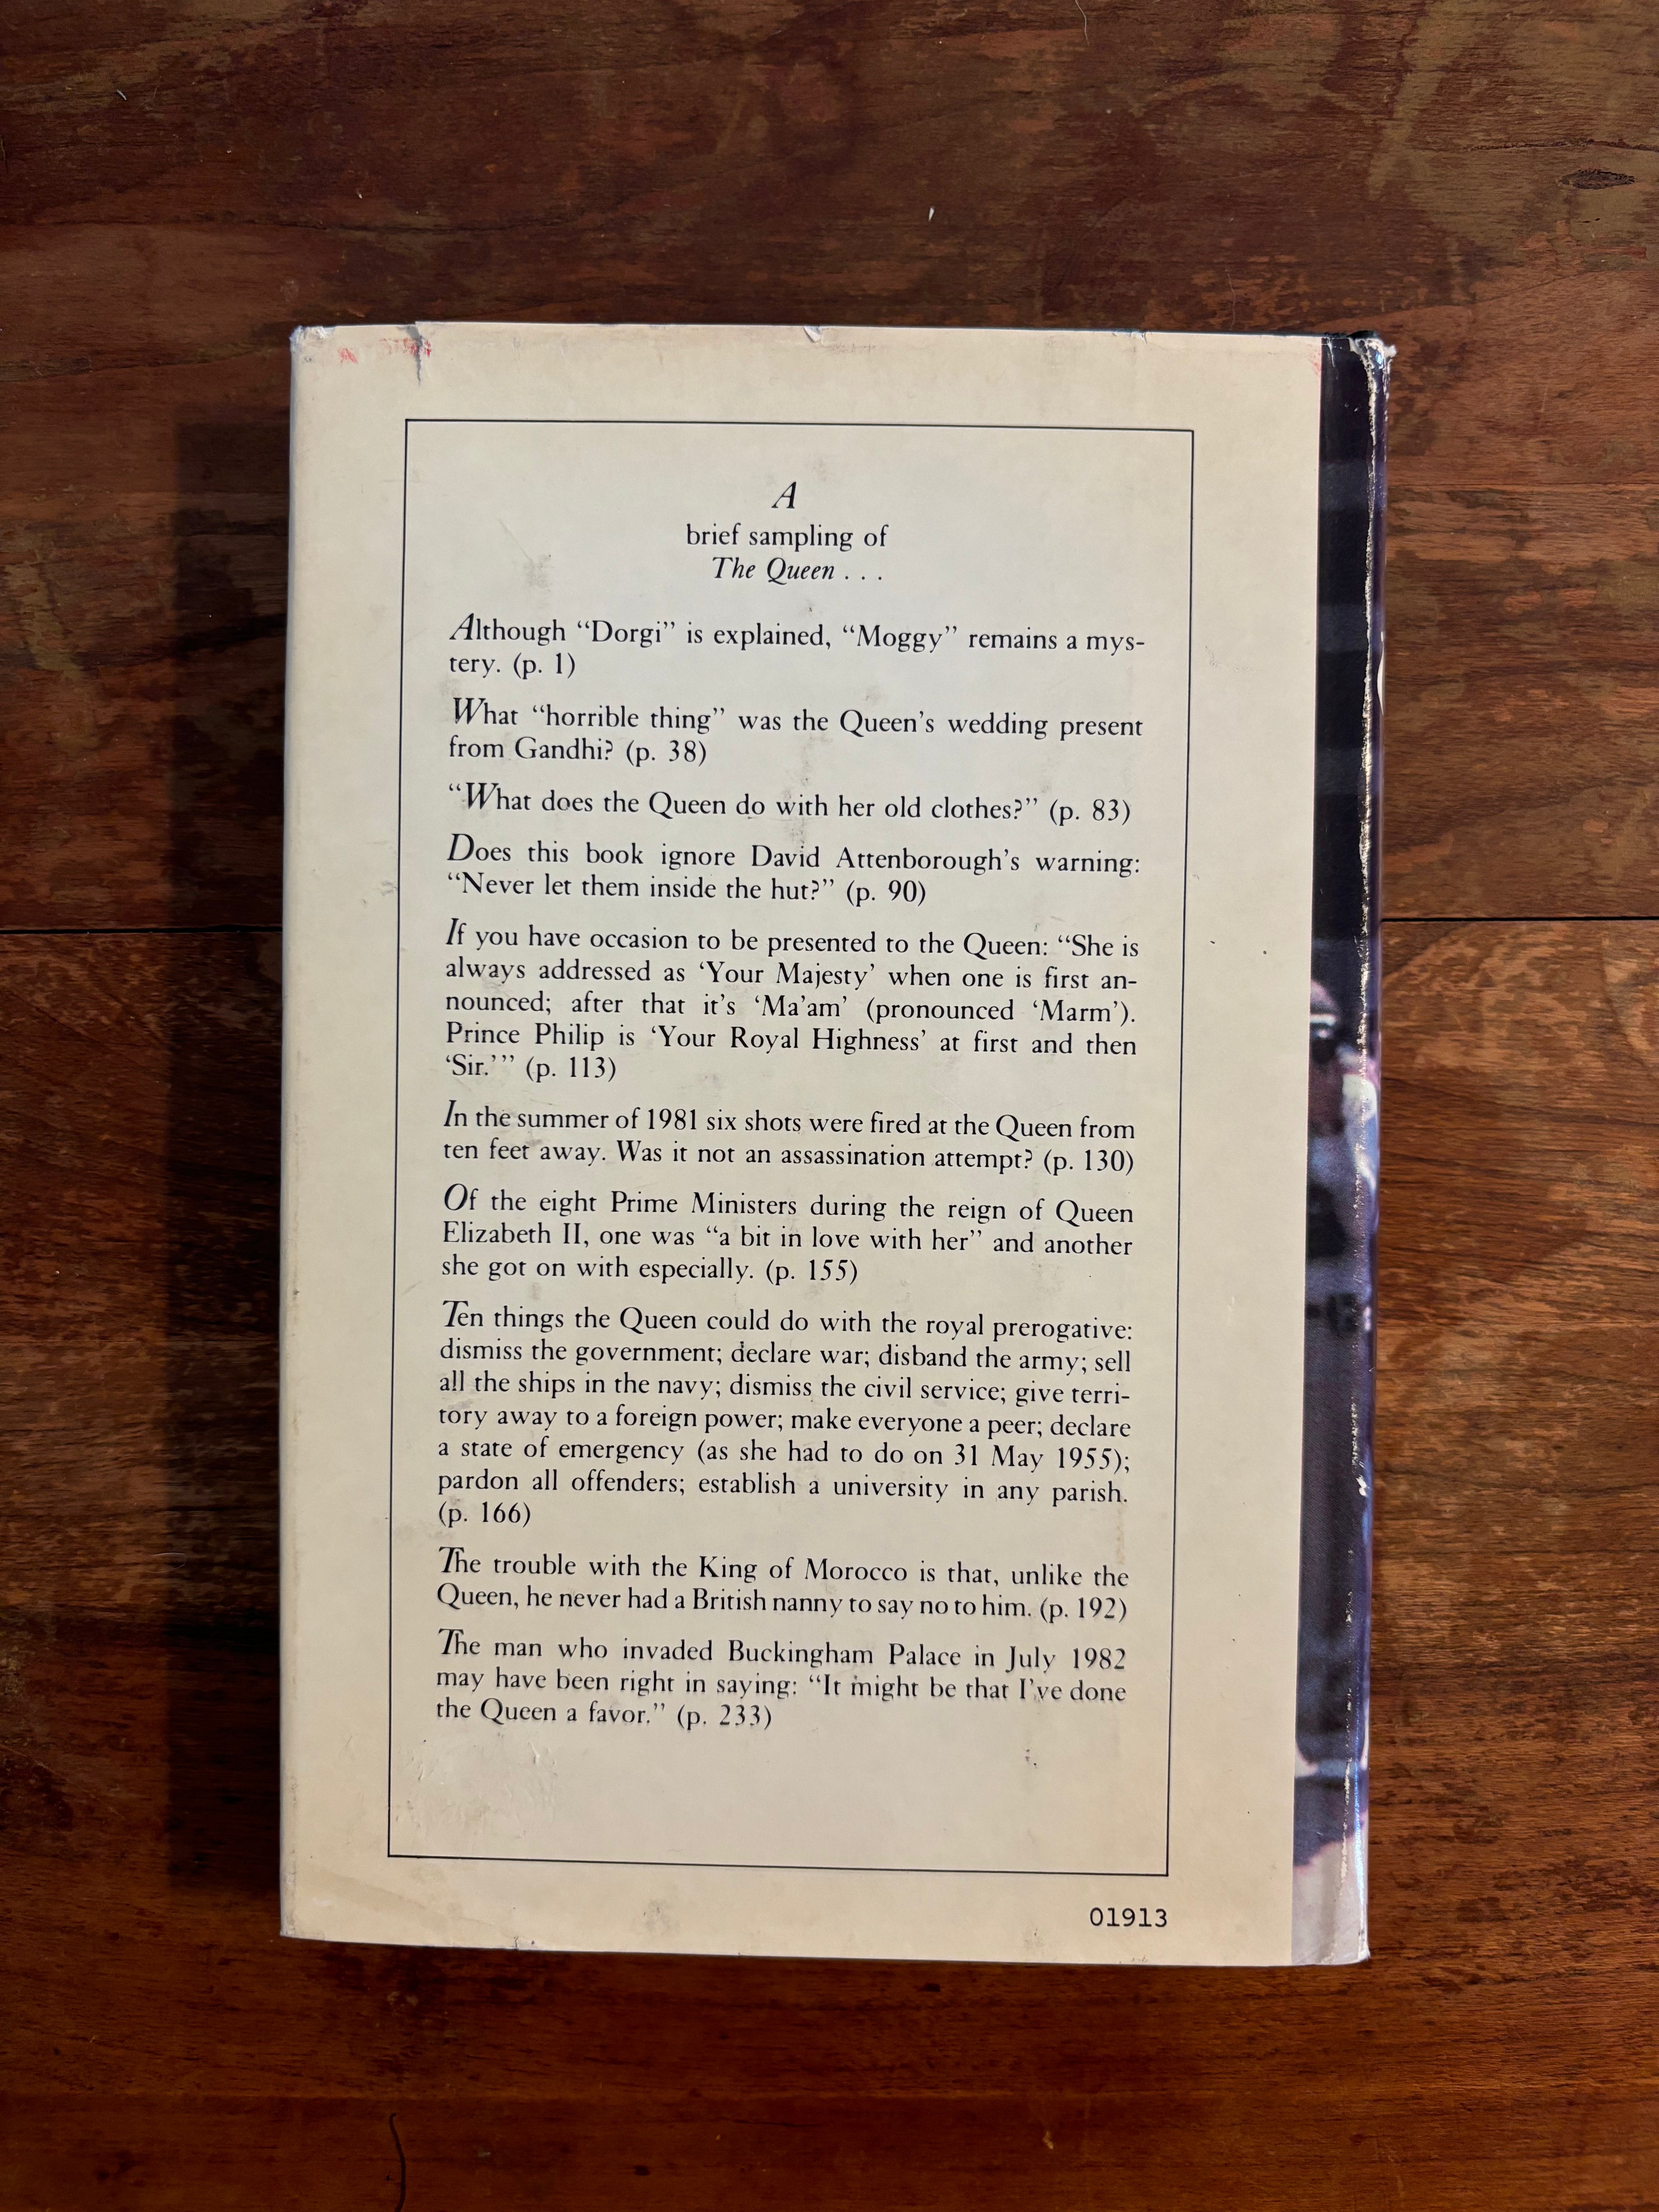 A
brief sampling of
The Queen . . .
Although “Dorgi” is explained, “Moggy” remains a mys-
tery. (p. 1)
What “horrible thing” was the Queen’s wedding present
from Gandhi? (p. 38)
“What does the Queen do with her old clothes?” (p. 83)
Does this book ignore David Attenborough’s warning:
“Never let them inside the hut?” (p. 90)
If you have occasion to be presented to the Queen: “She is
always addressed as ‘Your Majesty’ when one is first an-
nounced; after that it’s ‘Ma’am’ (pronounced ‘Marm’).
Prince Philip is ‘Your Royal Highness’ at first and then
‘Sir.’” (p. 113)
In the summer of 1981 six shots were fired at the Queen from
ten feet away. Was it not an assassination attempt? (p. 130)
Of the eight Prime Ministers during the reign of Queen
Elizabeth II, one was “a bit in love with her” and another
she got on with especially. (p. 155)
Ten things the Queen could do with the royal prerogative:
dismiss the government; declare war; disband the army; sell
all the ships in the navy; dismiss the civil service; give terri-
tory away to a foreign power; make everyone a peer; declare
a state of emergency (as she had to do on 31 May 1955);
pardon all offenders; establish a university in any parish.
(p. 166)
The trouble with the King of Morocco is that, unlike the
Queen, he never had a British nanny to say no to him. (p. 192)
The man who invaded Buckingham Palace in July 1982
may have been right in saying: “It might be that I’ve done
the Queen a favor.” (p. 233)
01913